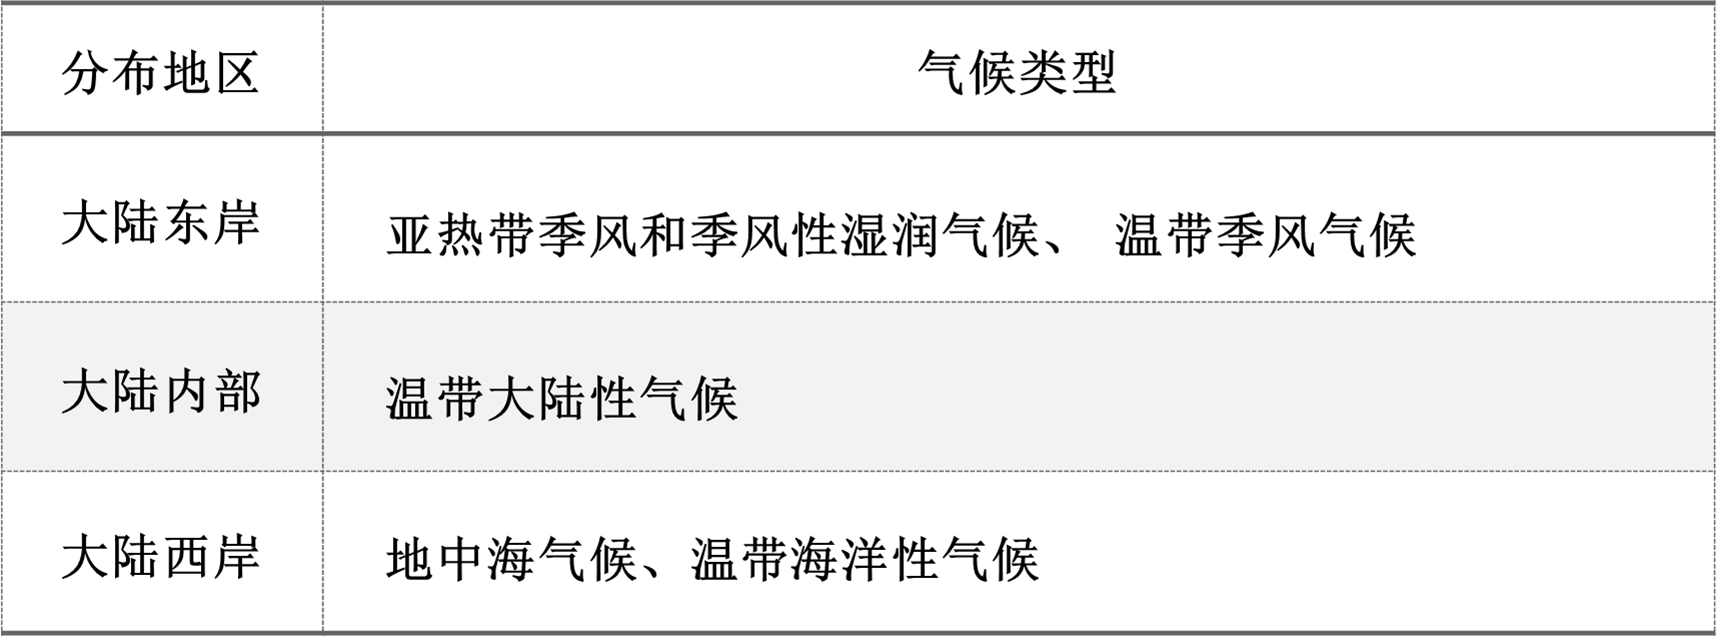 分布地区 气候类型
大陆东岸 亚热带季风和季风性湿润气候、 温带季风气候
大陆内部 温带大陆性气候
大陆西岸 地中海气候、温带海洋性气候